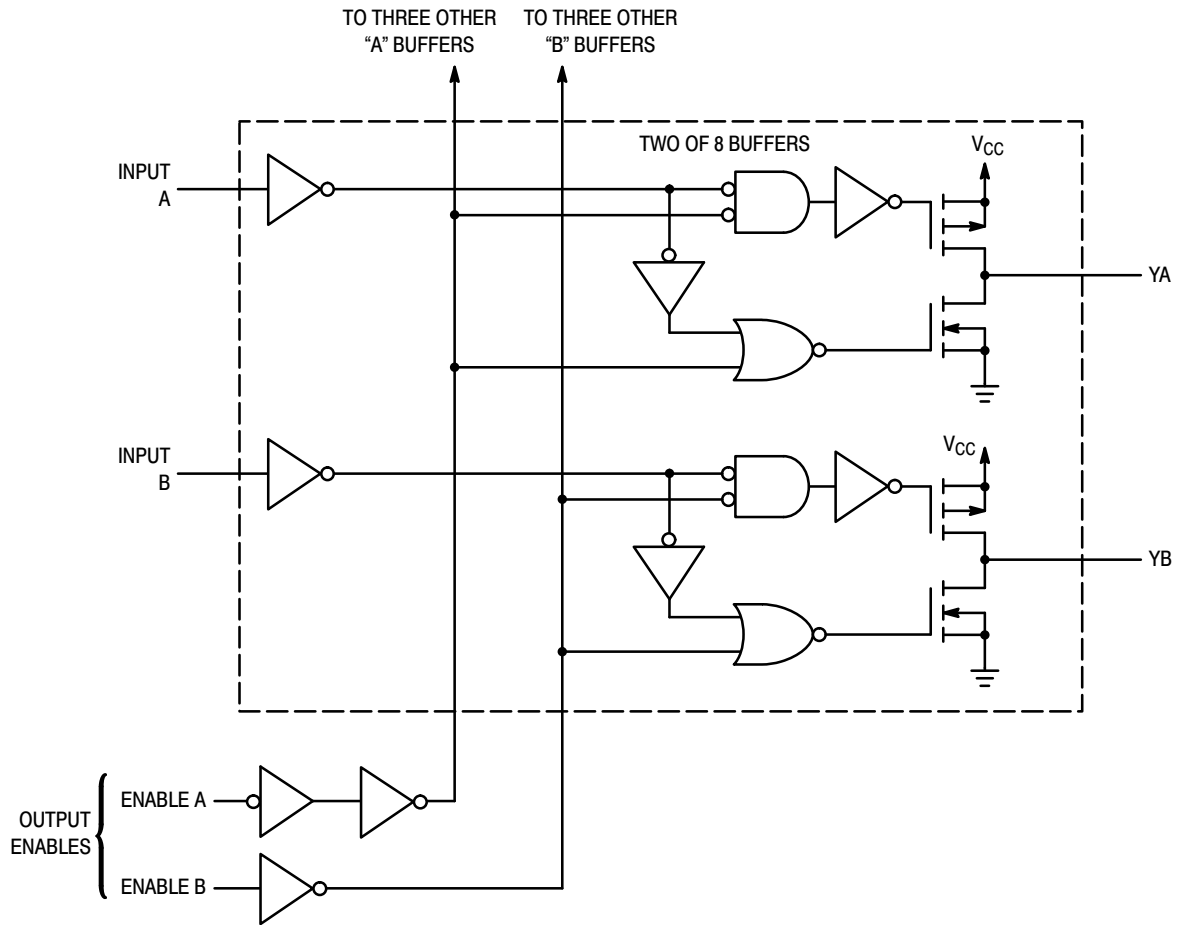 TO THREE OTHER
“A” BUFFERS
TO THREE OTHER
“B” BUFFERS
TWO OF 8 BUFFERS
VCC
INPUT
A
YA
INPUT
B
VCC
YB
OUTPUT
ENABLES
ENABLE A
ENABLE B